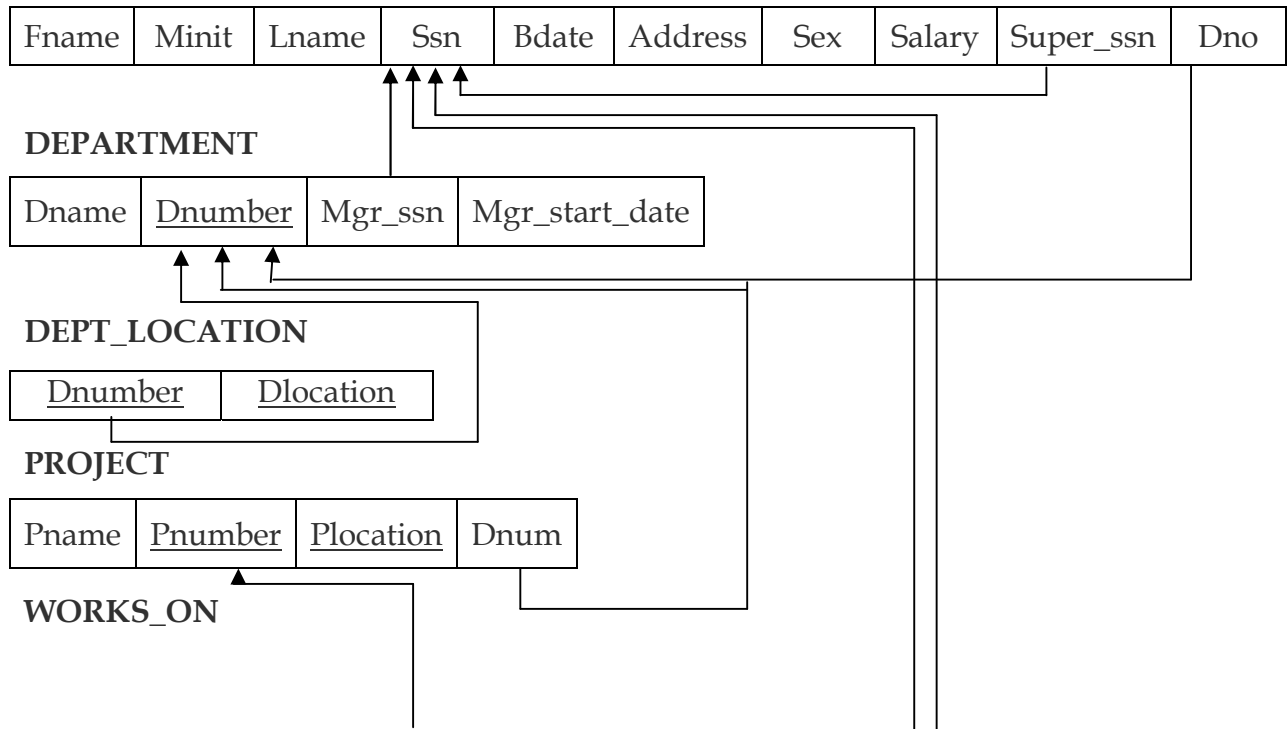 Fname Minit Lname Ssn Bdate Address Sex Salary Super_ssn Dno
DEPARTMENT
Dname Dnumber Mgr_ssn Mgr_start_date
DEPT_LOCATION
Dnumber Dlocation
PROJECT
Pname Pnumber Plocation Dnum
WORKS_ON